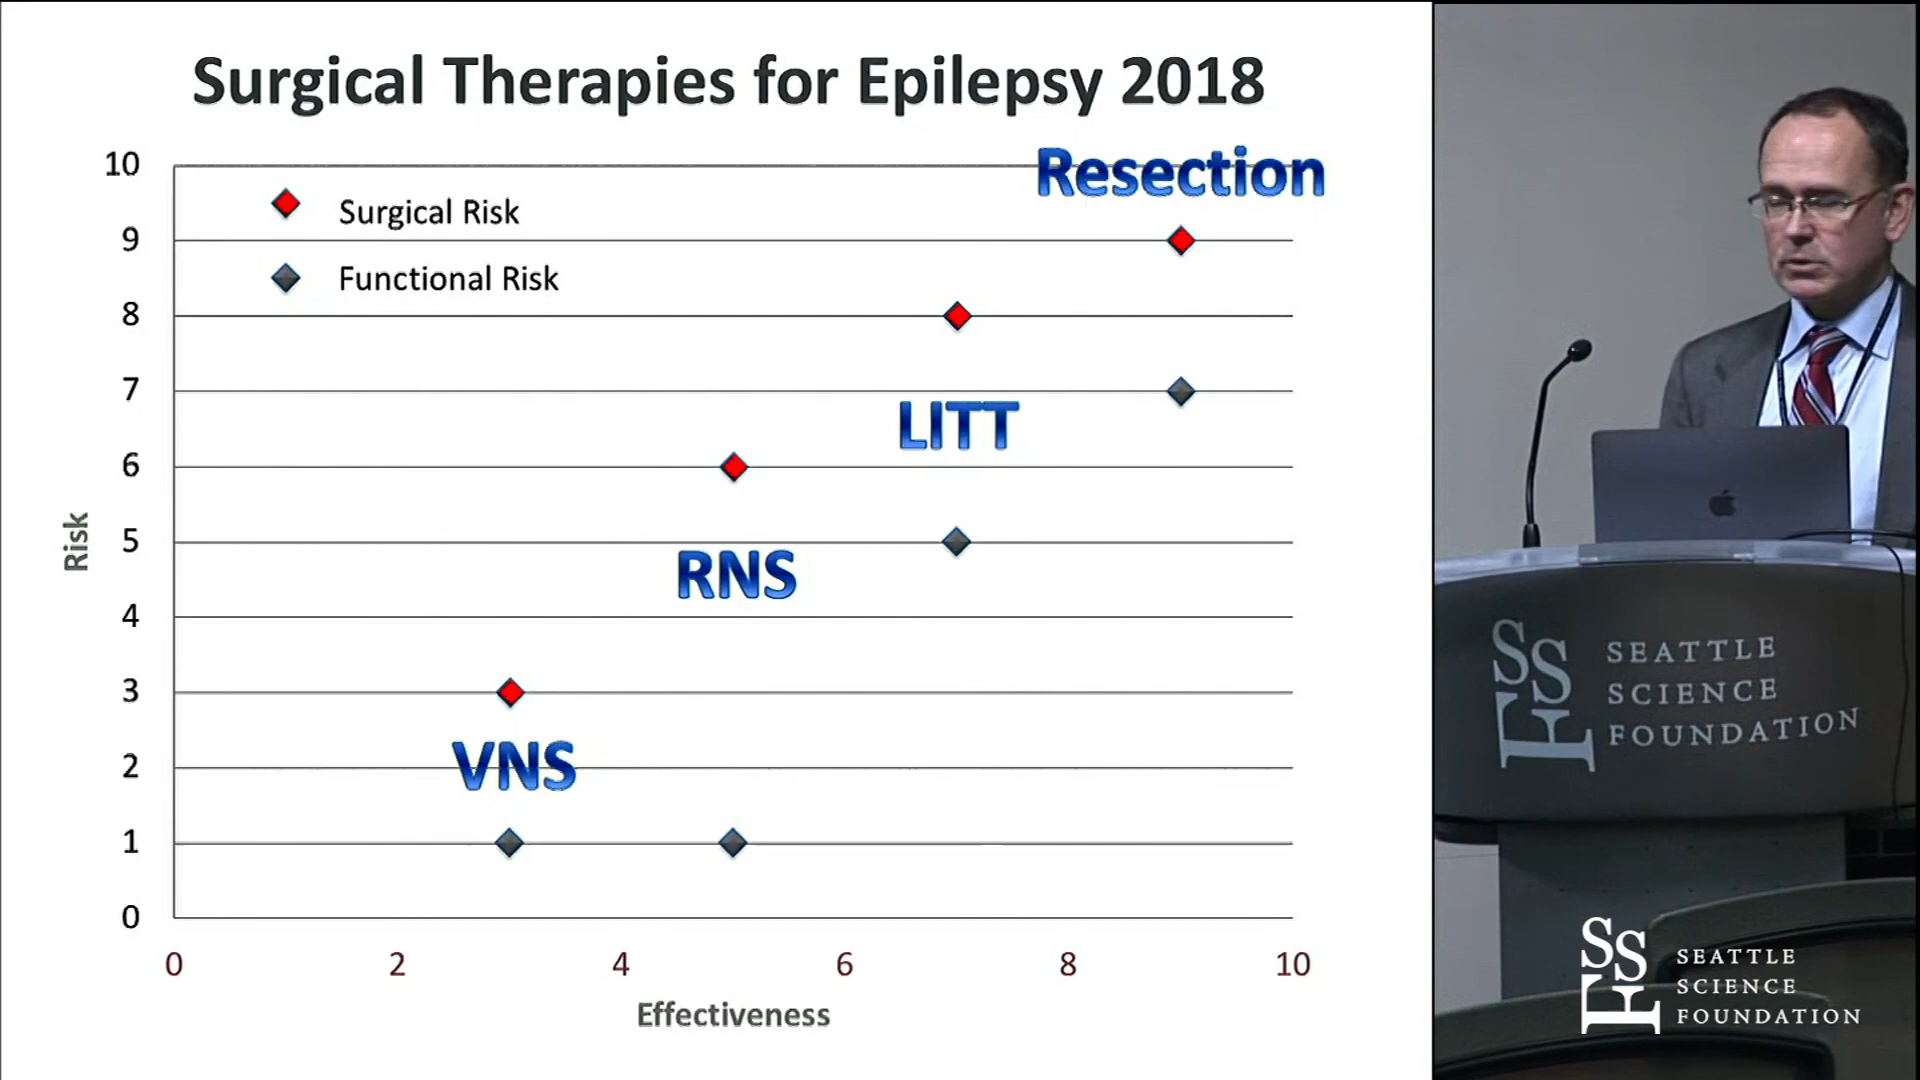 Surgical Therapies for Epilepsy 2018
10
Resection
Surgical Risk
9
Functional Risk
8
7
LITT
6
Risk
5
RNS
4
3
VNS
2
1
0
0 2 4 6 8 10
Effectiveness
SSF
SEATTLE
SCIENCE
FOUNDATION
SSF
SEATTLE
SCIENCE
FOUNDATION